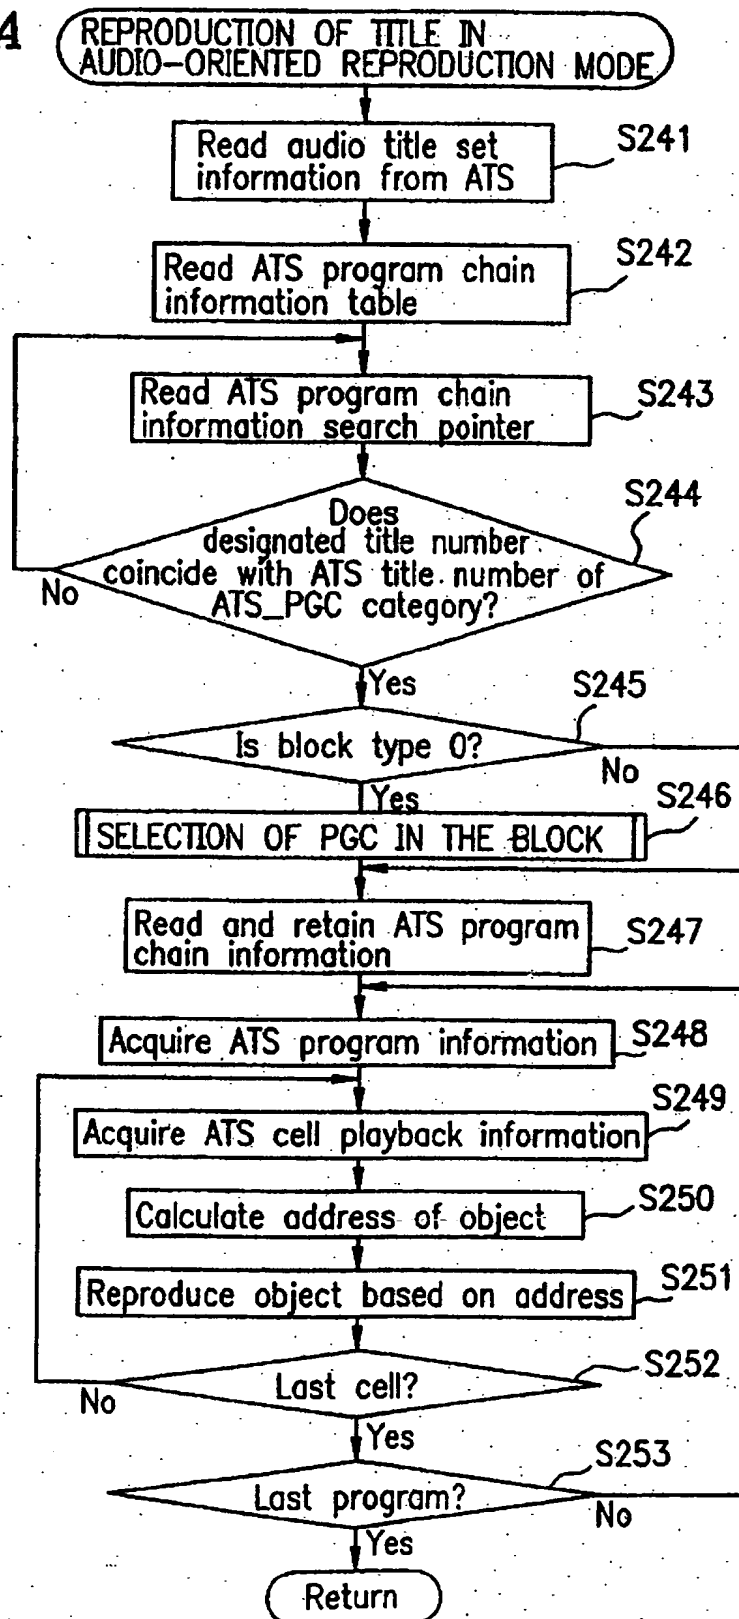 4
REPRODUCTION OF TITLE IN
AUDIO-ORIENTED REPRODUCTION MODE
Read audio title set
information from ATS
S241
Read ATS program chain
information table
S242
Read ATS program chain
information search pointer
S243
Does
designated title number
coincide with ATS title number of
ATS_PGC category?
S244
No
Yes
Is block type 0?
S245
No
Yes
SELECTION OF PGC IN THE BLOCK
S246
Read and retain ATS program
chain information
S247
Acquire ATS program information
S248
Acquire ATS cell playback information
S249
Calculate address of object
S250
Reproduce object based on address
S251
Last cell?
S252
No
Yes
Last program?
S253
No
Yes
Return